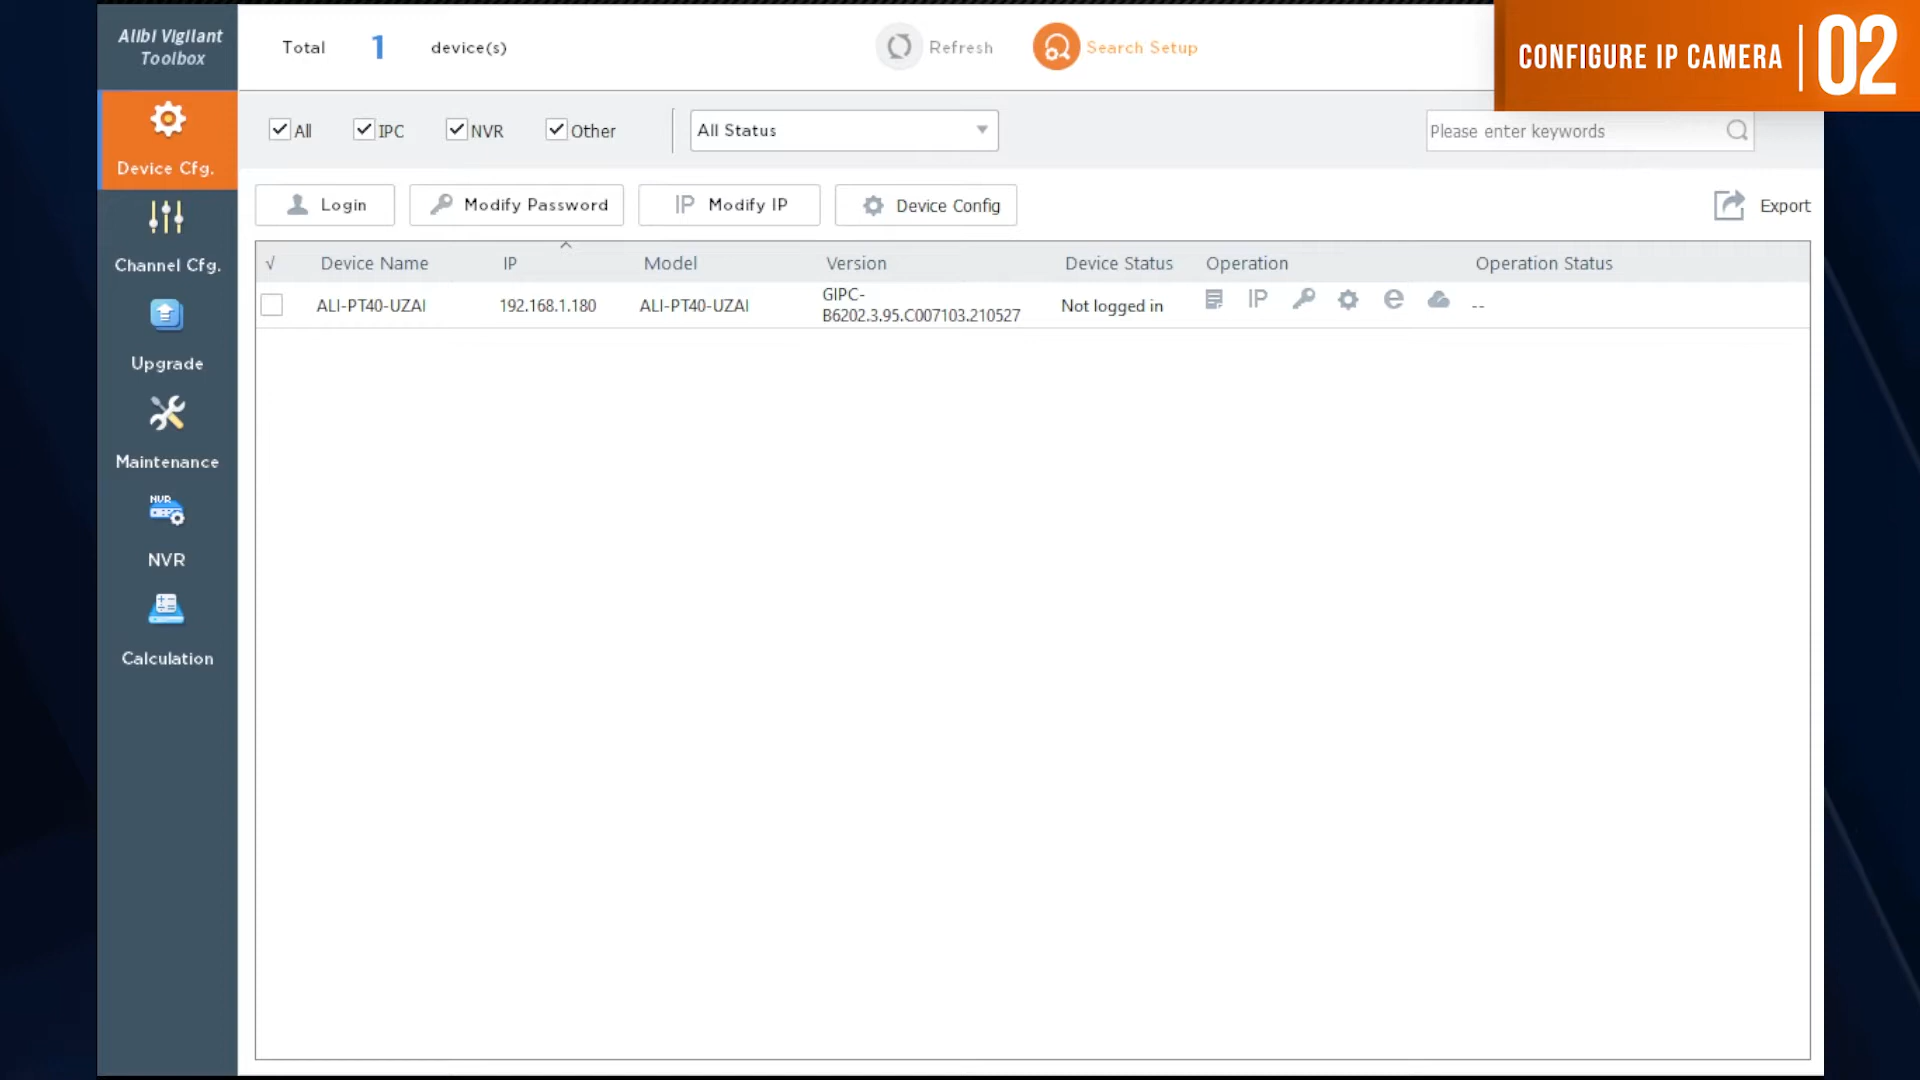 Alibi Vigilant
Toolbox
Total 1 device(s)
Refresh
Search Setup
CONFIGURE IP CAMERA 02
All
IPC
NVR
Other
All Status
Please enter keywords
Device Cfg.
Channel Cfg.
Upgrade
Maintenance
NVR
NVR
Calculation
Login
Modify Password
IP Modify IP
Device Config
Export
√ Device Name IP Model Version Device Status Operation Operation Status
ALI-PT40-UZAI 192.168.1.180 ALI-PT40-UZAI GIPC-
B6202.3.95.C007103.210527 Not logged in IP --